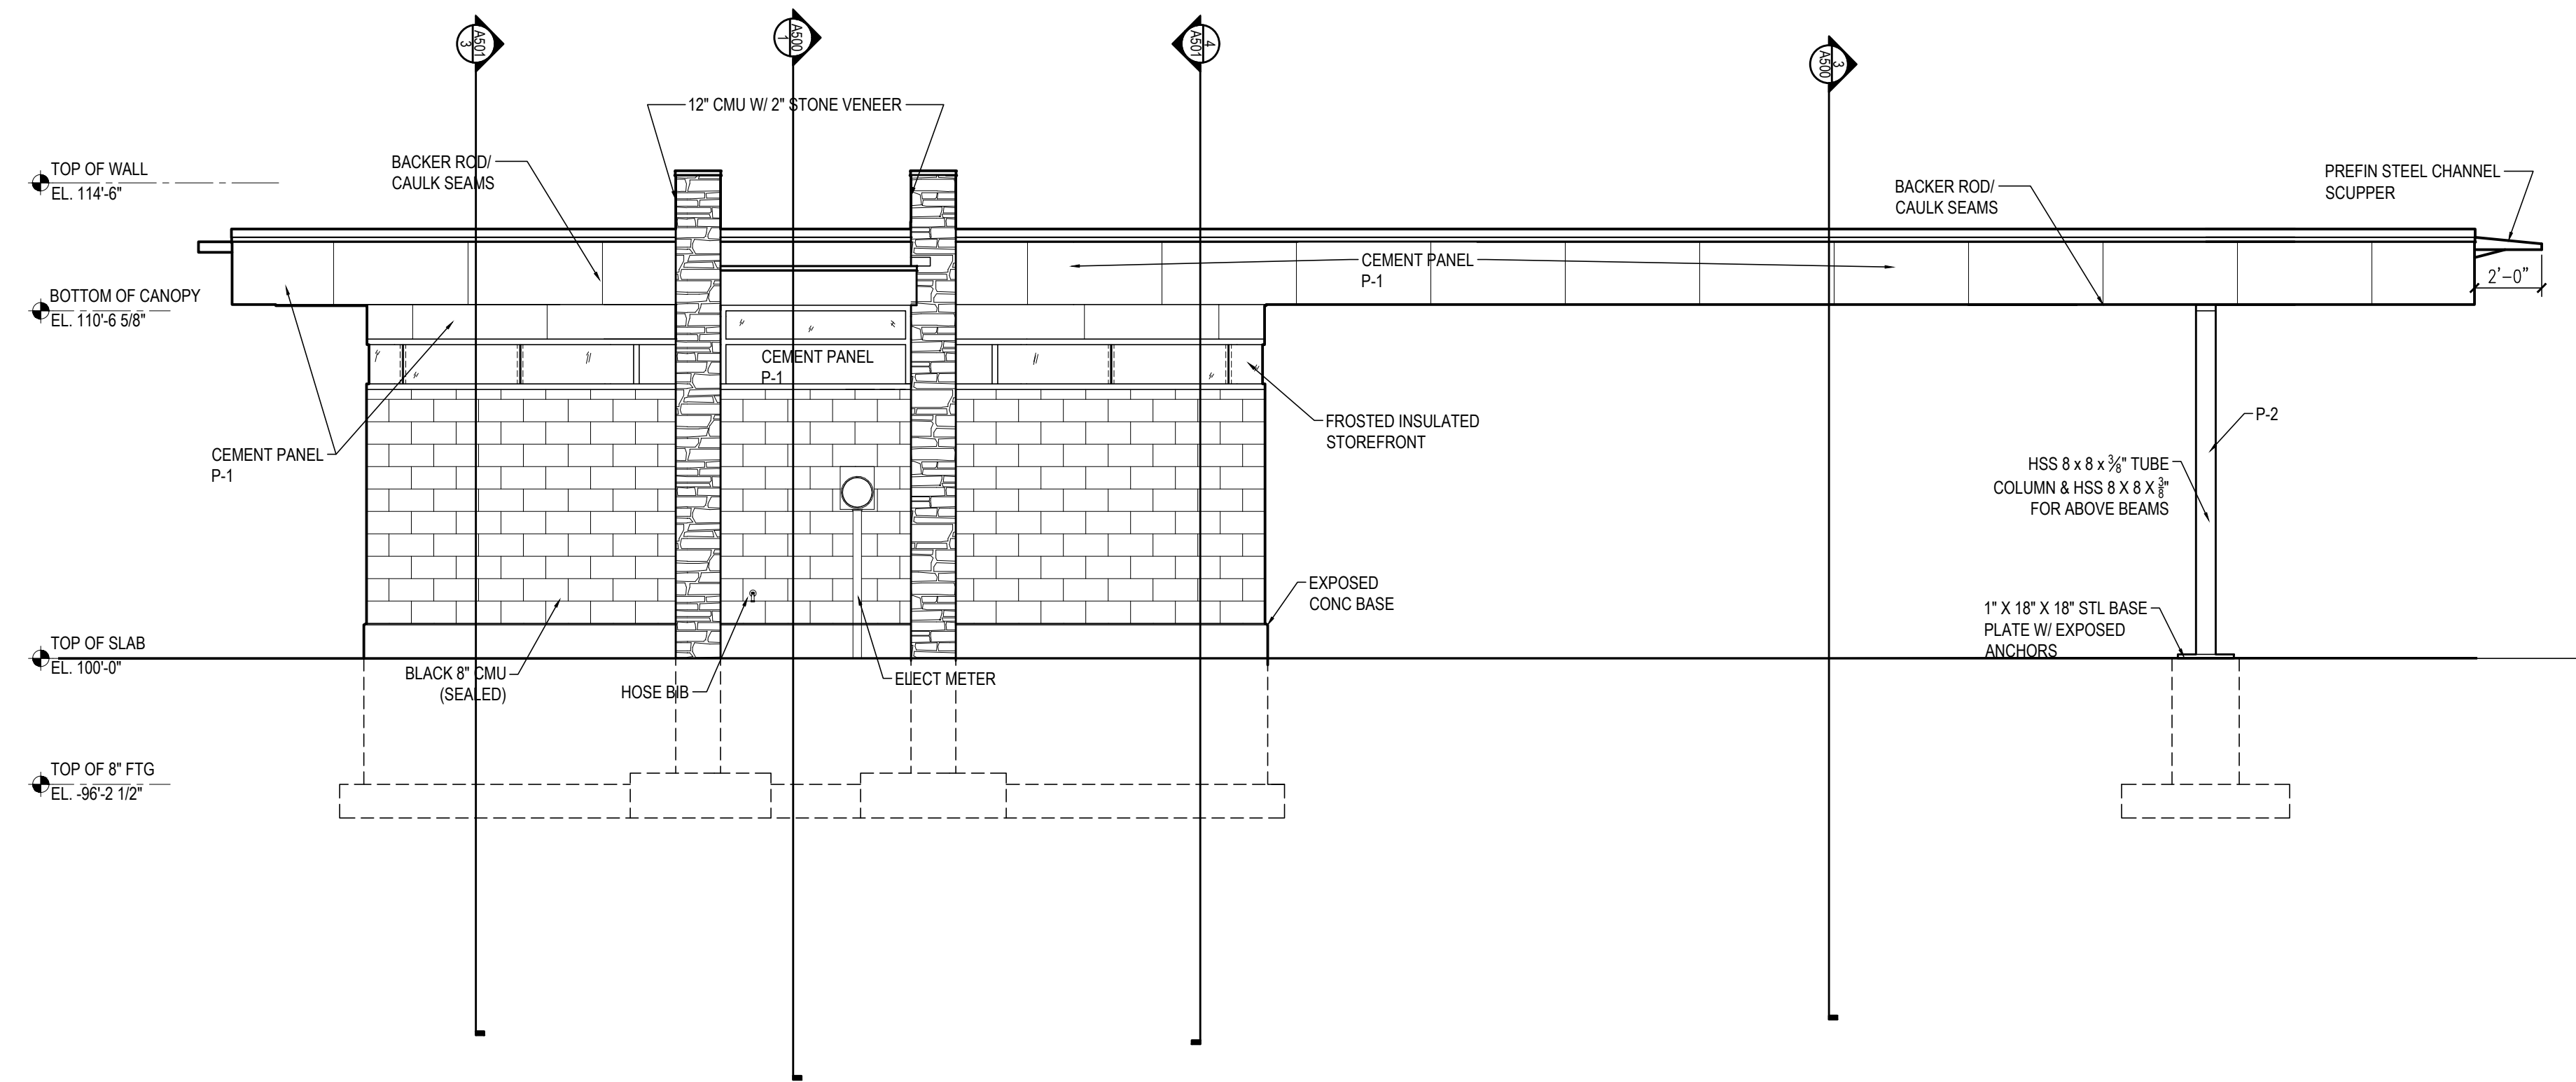 A501
3
A500
1
4
A501
3
A500
12" CMU W/ 2" STONE VENEER
TOP OF WALL
EL. 114'-6"
BACKER ROD/
CAULK SEAMS
BACKER ROD/
CAULK SEAMS
PREFIN STEEL CHANNEL
SCUPPER
CEMENT PANEL
P-1
2'-0"
BOTTOM OF CANOPY
EL. 110'-6 5/8"
CEMENT PANEL
P-1
FROSTED INSULATED
STOREFRONT
P-2
CEMENT PANEL
P-1
HSS 8 x 8 x 3/8" TUBE
COLUMN & HSS 8 X 8 X 3/8"
FOR ABOVE BEAMS
EXPOSED
CONC BASE
1" X 18" X 18" STL BASE
PLATE W/ EXPOSED
ANCHORS
TOP OF SLAB
EL. 100'-0"
BLACK 8" CMU
(SEALED)
HOSE BIB
ELECT METER
TOP OF 8" FTG
EL. -96'-2 1/2"